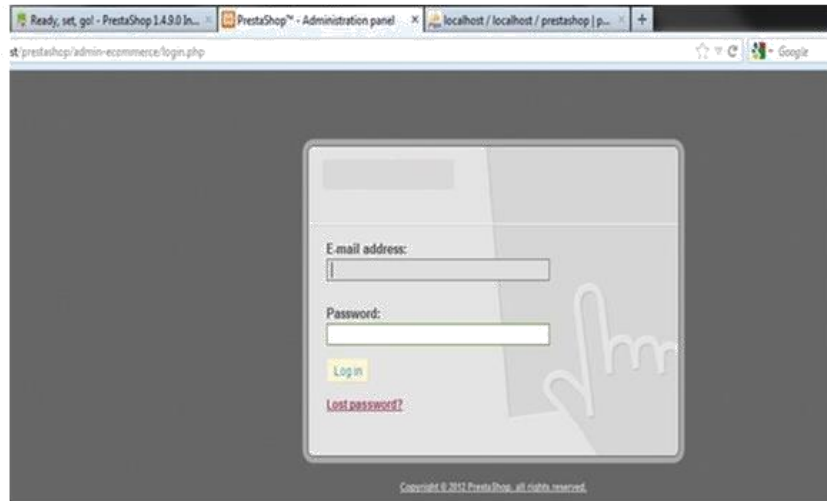 Ready, set, go! - PrestaShop 1.4.9.0 In...
PrestaShop™ - Administration panel
localhost / localhost / prestashop | p...
st/prestashop/admin-ecommerce/login.php
Google
E-mail address:
Password:
Log in
Lost password?
Copyright © 2012 PrestaShop, all rights reserved.